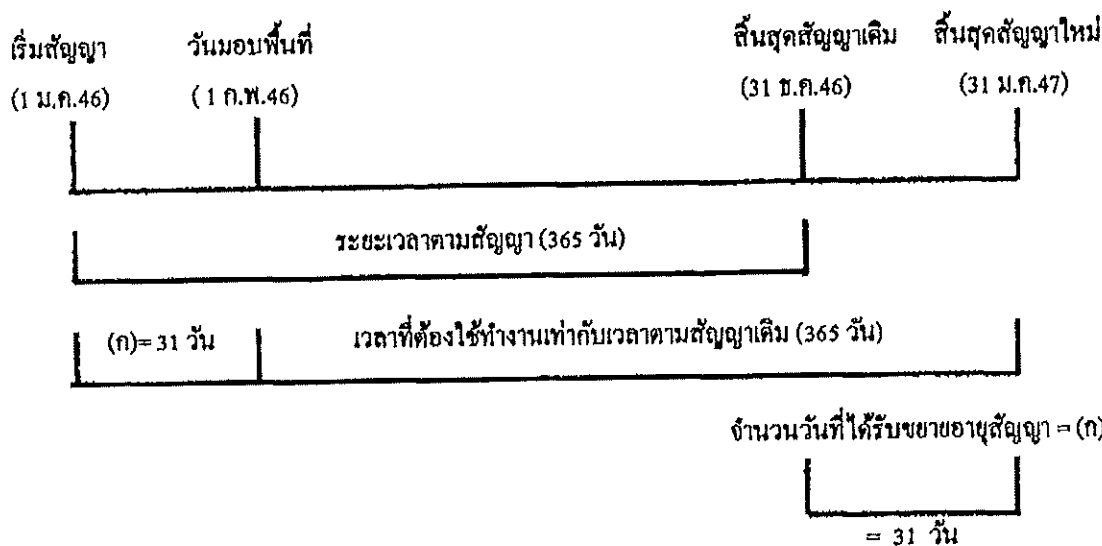 เริ่มสัญญา วันมอบพื้นที่ สิ้นสุดสัญญาเดิม สิ้นสุดสัญญาใหม่
(1 ม.ค.46) ( 1 ก.พ.46) (31 ธ.ค.46) (31 ม.ค.47)
ระยะเวลาตามสัญญา (365 วัน)
(ก)= 31 วัน เวลาที่ต้องใช้ทำงานเท่ากับเวลาตามสัญญาเดิม (365 วัน)
จำนวนวันที่ได้รับขยายอายุสัญญา = (ก)
= 31 วัน